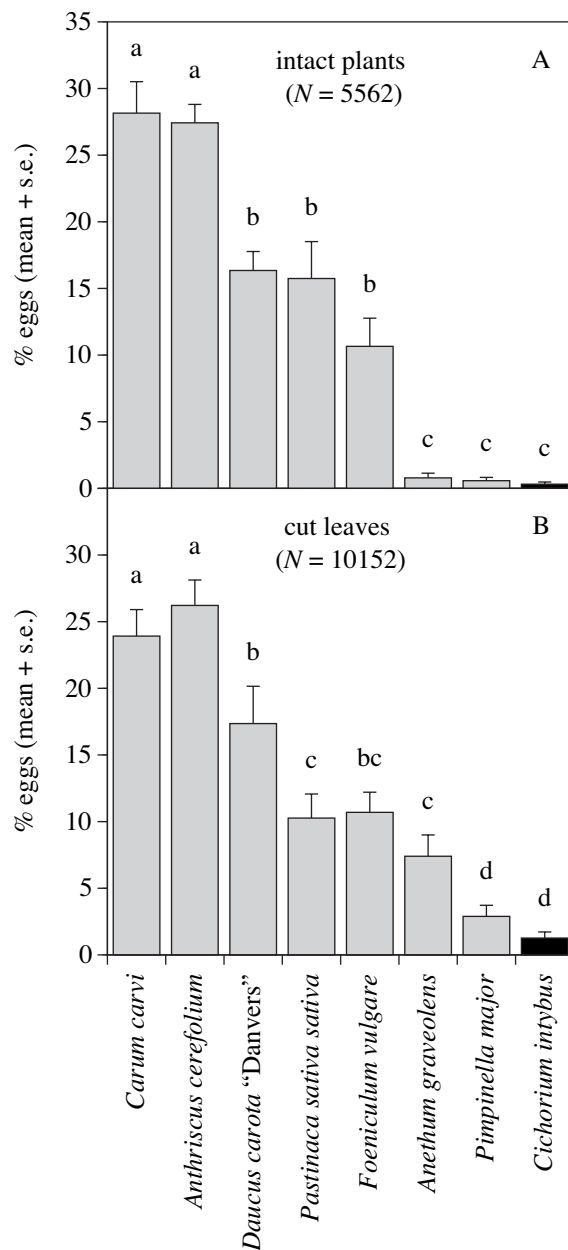 35
30
25
20
15
10
5
0
% eggs (mean + s.e.)
intact plants
(N = 5562)
A
a
a
b
b
b
c
c
c
30
25
20
15
10
5
0
% eggs (mean + s.e.)
cut leaves
(N = 10152)
B
a
a
b
c
bc
c
d
d
Carum carvi
Anthriscus cerefolium
Daucus carota “Danvers”
Pastinaca sativa sativa
Foeniculum vulgare
Anethum graveolens
Pimpinella major
Cichorium intybus